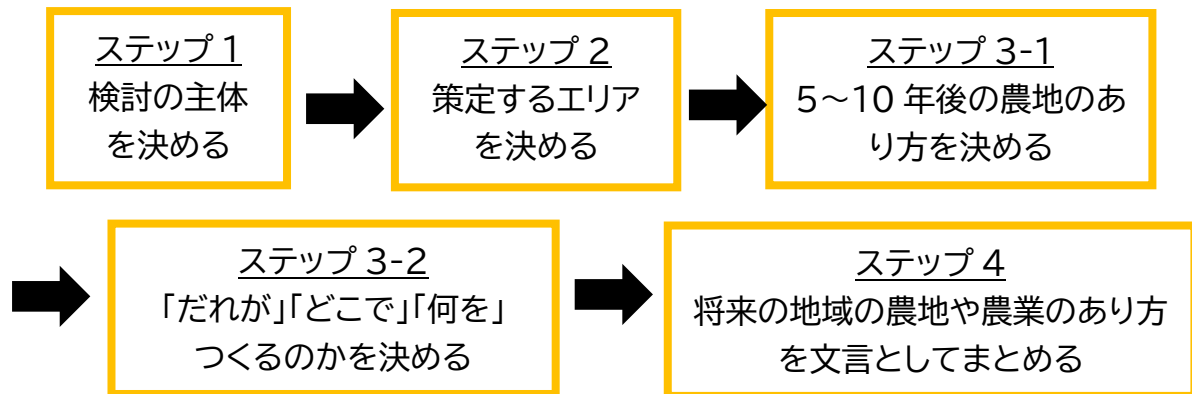 ステップ 1
検討の主体
を決める
ステップ 2
策定するエリア
を決める
ステップ 3-1
5～10 年後の農地のあ
り方を決める
ステップ 3-2
「だれが」「どこで」「何を」
つくるのかを決める
ステップ 4
将来の地域の農地や農業のあり方
を文言としてまとめる